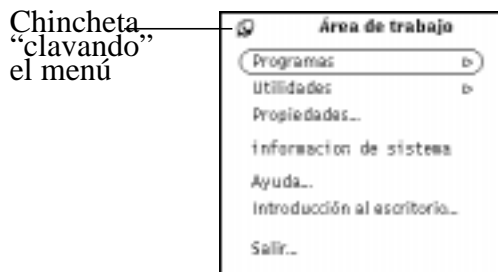 Chincheta
“clavando”
el menú
Área de trabajo
Programas
Utilidades
Propiedades...
informacion de sistema
Ayuda...
Introducción al escritorio...
Salir...